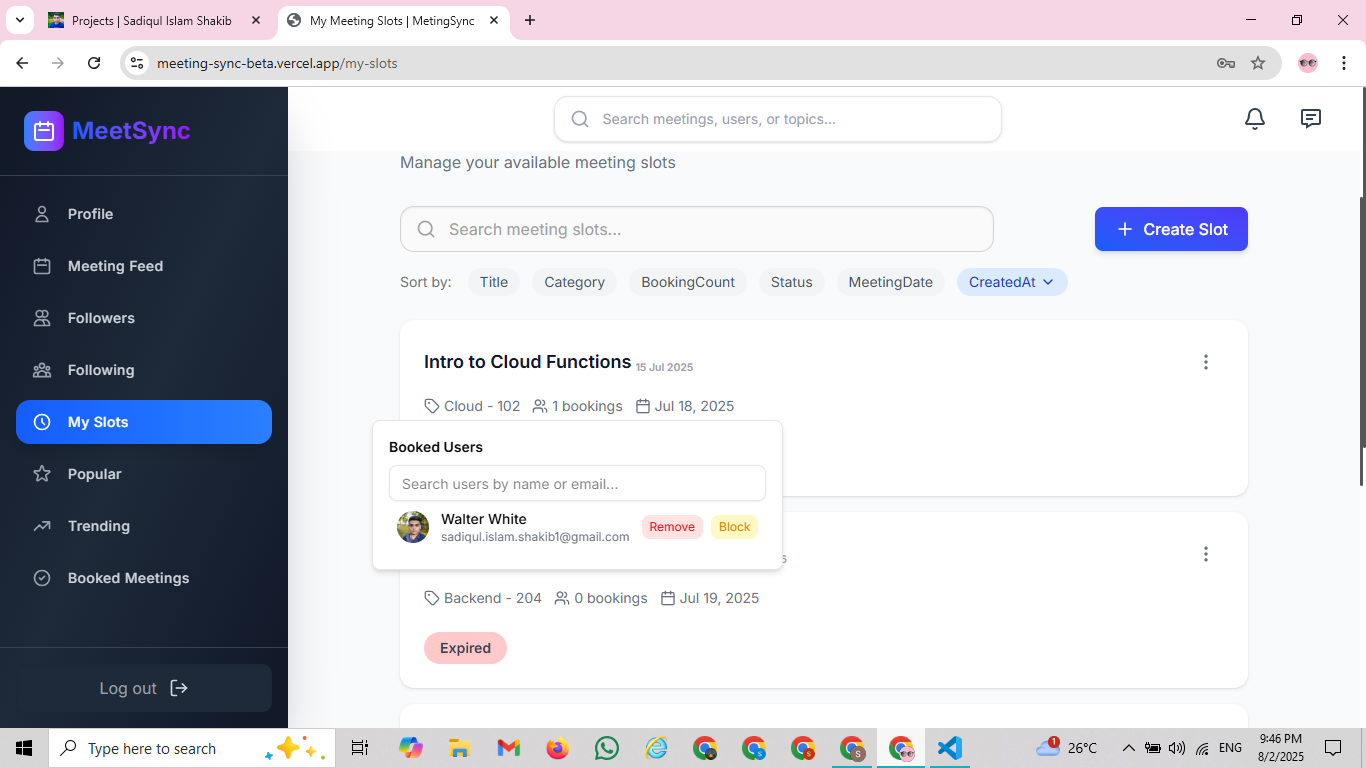 Projects | Sadiqul Islam Shakib
My Meeting Slots | MetingSync
meeting-sync-beta.vercel.app/my-slots
MeetSync
Search meetings, users, or topics...
Profile
Meeting Feed
Followers
Following
My Slots
Popular
Trending
Booked Meetings
Log out
Manage your available meeting slots
Search meeting slots...
Create Slot
Sort by: Title Category BookingCount Status MeetingDate CreatedAt
Intro to Cloud Functions 15 Jul 2025
Cloud - 102 1 bookings Jul 18, 2025
Booked Users
Search users by name or email...
Walter White
sadiqul.islam.shakib1@gmail.com
Remove Block
Backend - 204 0 bookings Jul 19, 2025
Expired
Type here to search
S
1
26°C
ENG
9:46 PM
8/2/2025